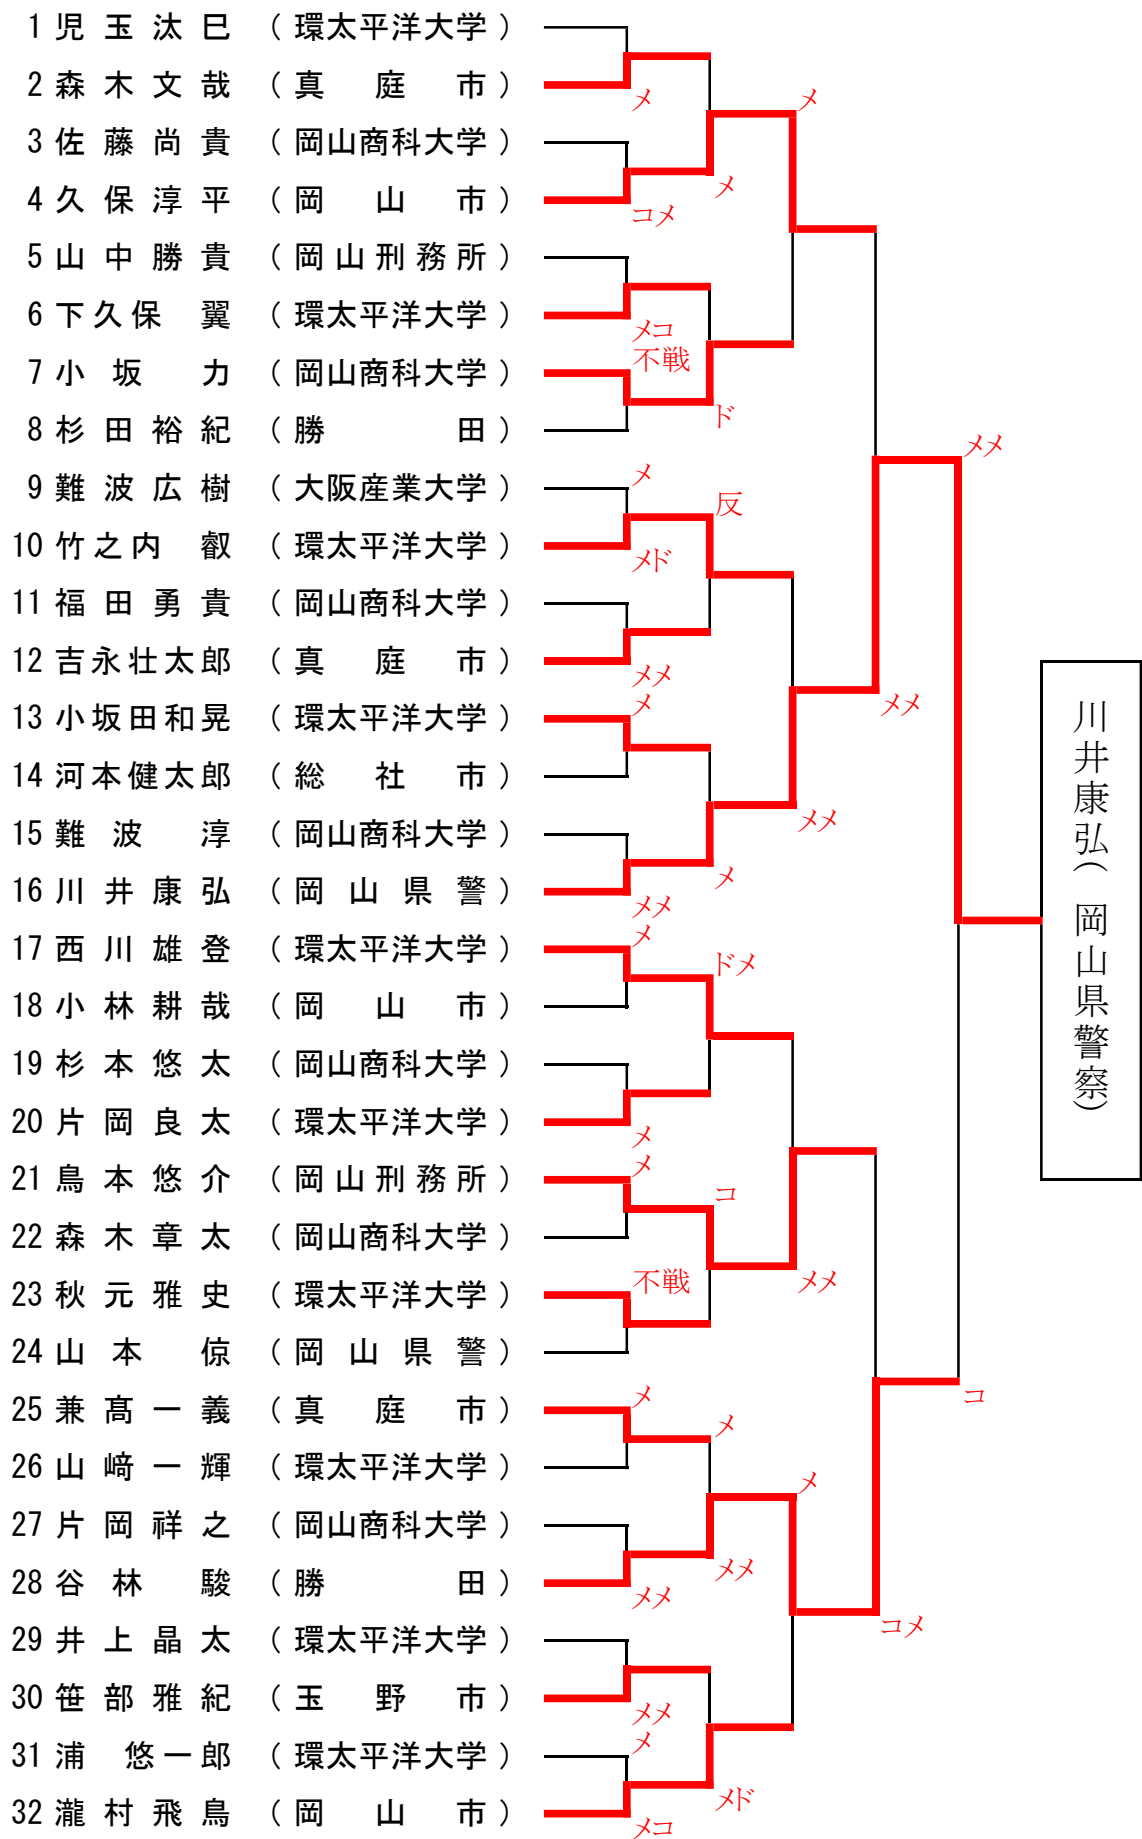 1 児玉汰巳 （環太平洋大学）
2 森木文哉 （真庭市）
メ
メ
3 佐藤尚貴 （岡山商科大学）
メ
4 久保淳平 （岡山市）
コメ
5 山中勝貴 （岡山刑務所）
6 下久保翼 （環太平洋大学）
メコ
不戦
7 小坂力 （岡山商科大学）
ド
8 杉田裕紀 （勝田）
メメ
メ
9 難波広樹 （大阪産業大学）
反
10 竹之内叡 （環太平洋大学）
メド
11 福田勇貴 （岡山商科大学）
12 吉永壮太郎 （真庭市）
メメ
メ
メメ
13 小坂田和晃 （環太平洋大学）
14 河本健太郎 （総社市）
メメ
15 難波淳 （岡山商科大学）
メ
16 川井康弘 （岡山県警）
メメ
川井康弘（岡山県警察）
メ
17 西川雄登 （環太平洋大学）
ドメ
18 小林耕哉 （岡山市）
19 杉本悠太 （岡山商科大学）
20 片岡良太 （環太平洋大学）
メ
メ
21 鳥本悠介 （岡山刑務所）
コ
22 森木章太 （岡山商科大学）
不戦
メメ
23 秋元雅史 （環太平洋大学）
24 山本倞 （岡山県警）
メ
コ
25 兼髙一義 （真庭市）
メ
26 山﨑一輝 （環太平洋大学）
メ
27 片岡祥之 （岡山商科大学）
メメ
28 谷林駿 （勝田）
メメ
コメ
29 井上晶太 （環太平洋大学）
30 笹部雅紀 （玉野市）
メメ
メ
31 浦悠一郎 （環太平洋大学）
メド
32 瀧村飛鳥 （岡山市）
メコ